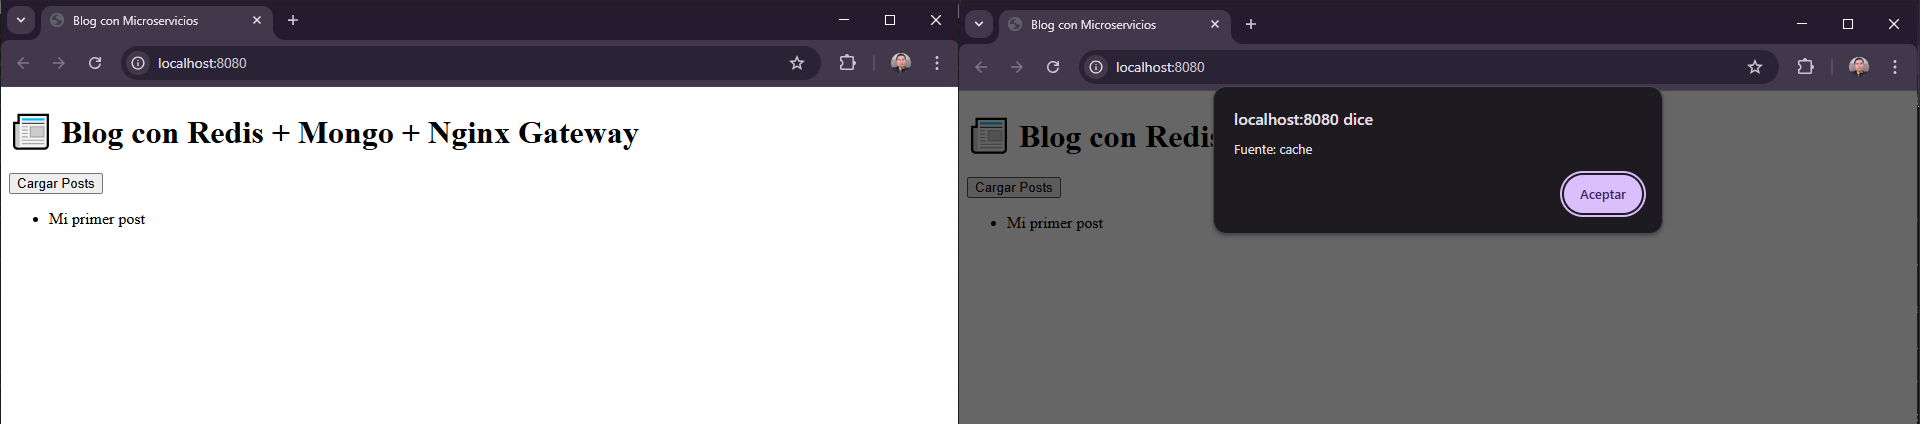 Blog con Microservicios
localhost:8080
Blog con Redis + Mongo + Nginx Gateway
Cargar Posts
Mi primer post
Blog con Microservicios
localhost:8080
localhost:8080 dice
Fuente: cache
Aceptar
Blog con Redis
Cargar Posts
Mi primer post